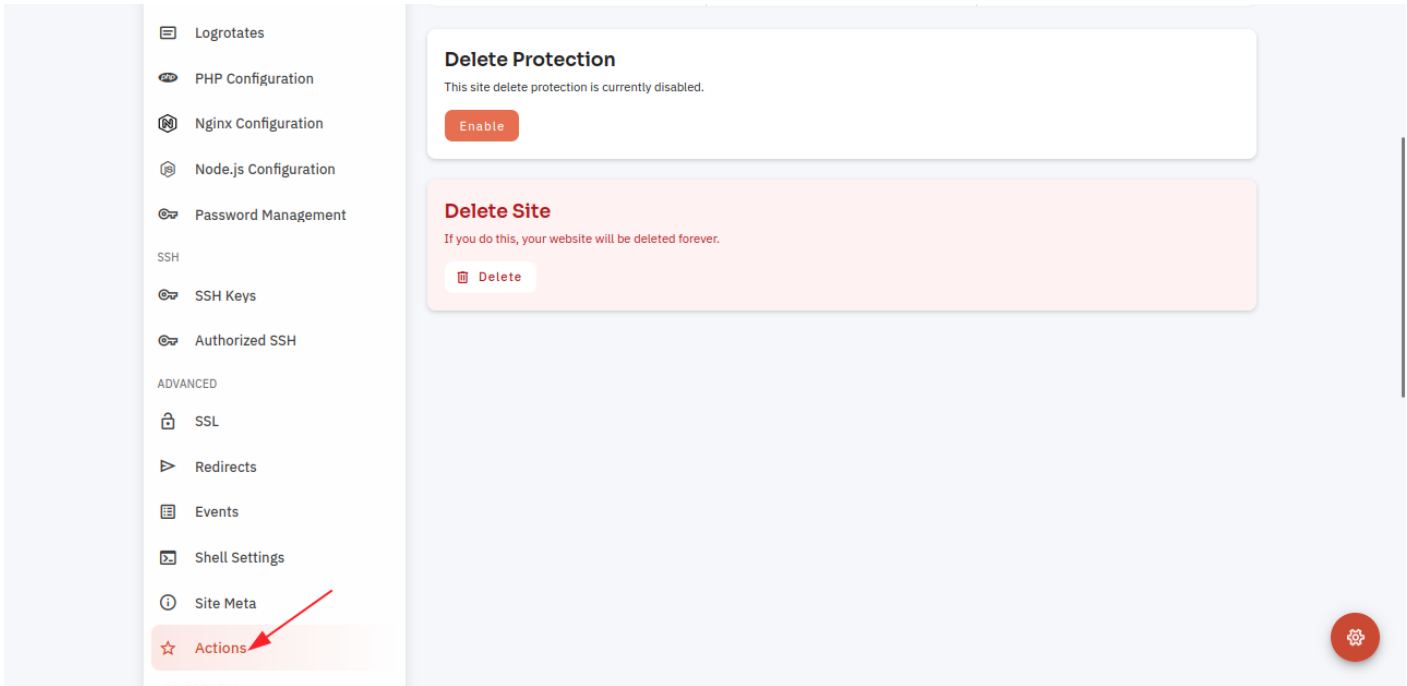 Logrotates
PHP Configuration
Nginx Configuration
Node.js Configuration
Password Management
SSH
SSH Keys
Authorized SSH
ADVANCED
SSL
Redirects
Events
Shell Settings
Site Meta
Actions
Delete Protection
This site delete protection is currently disabled.
Enable
Delete Site
If you do this, your website will be deleted forever.
Delete